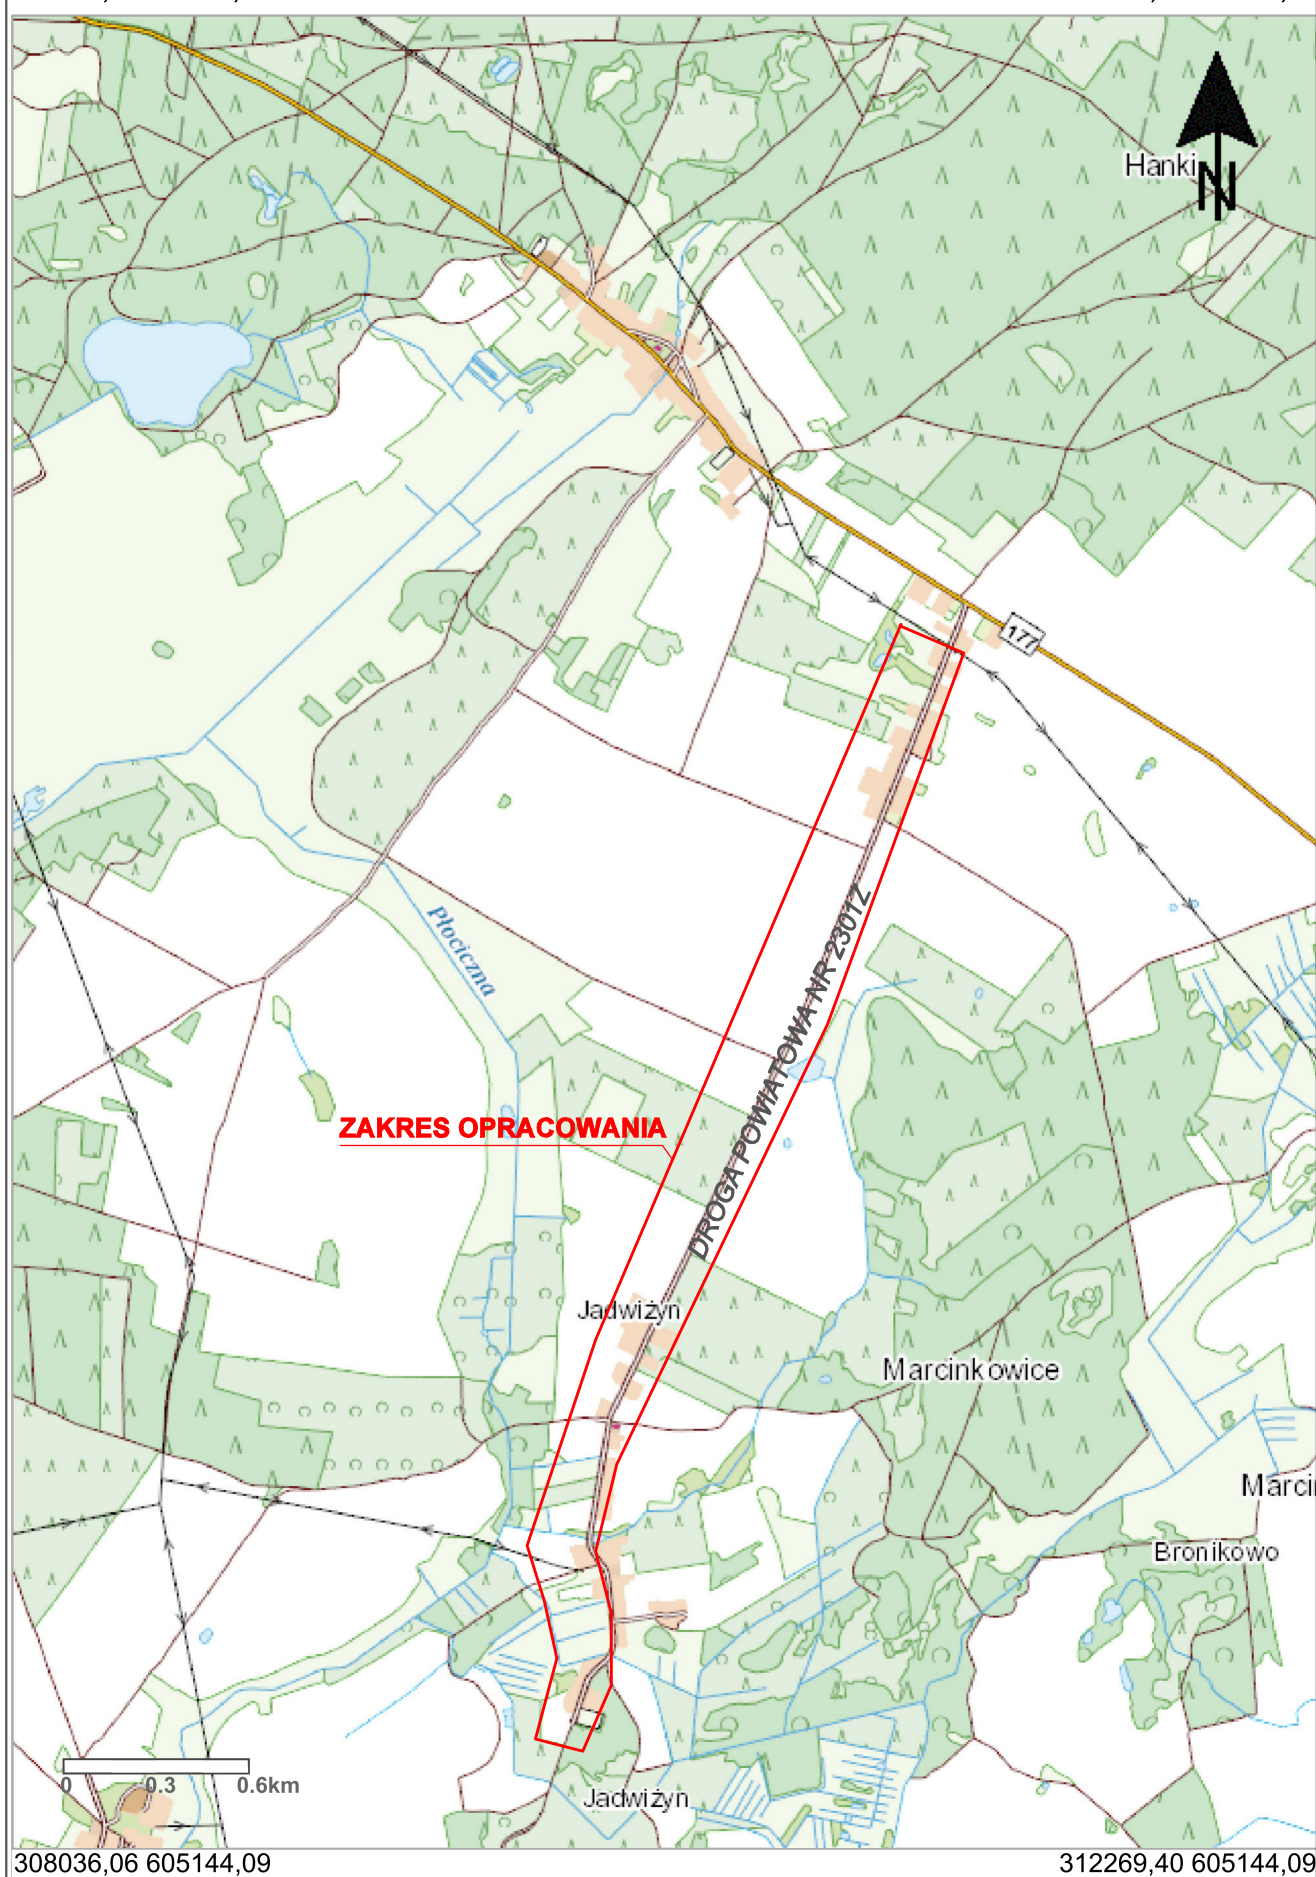 Hanki
N
177
Płociczna
DROGA POWIATOWA NR 2301Z
ZAKRES OPRACOWANIA
Jadwiżyn
Marcinkowice
Marci
Bronikowo
0 0.3 0.6km
Jadwiżyn
308036,06 605144,09
312269,40 605144,09